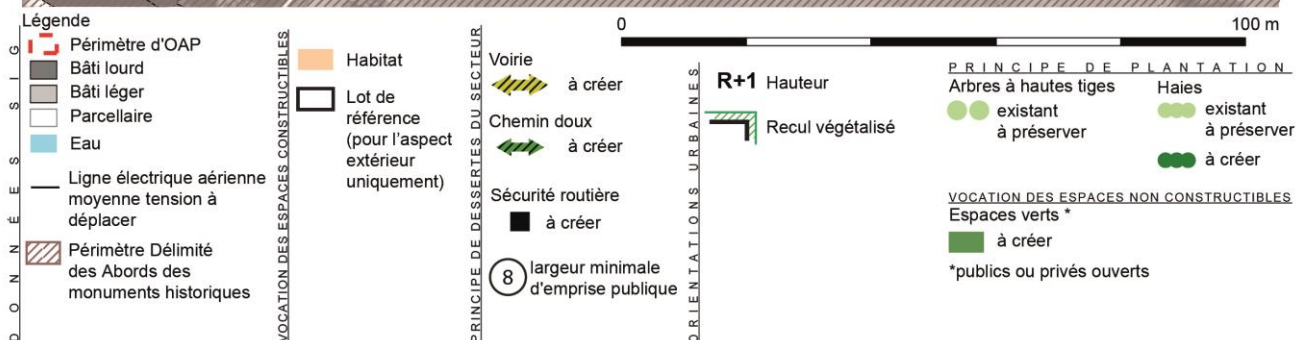 0
100 m
DONNÉES SIG
Légende
Périmètre d'OAP
Bâti lourd
Bâti léger
Parcellaire
Eau
Ligne électrique aérienne
moyenne tension à
déplacer
Périmètre Délimité
des Abords des
monuments historiques
VOCATION DES ESPACES CONSTRUCTIBLES
Habitat
Lot de
référence
(pour l'aspect
extérieur
uniquement)
PRINCIPE DE DESSERTES DU SECTEUR
Voirie
à créer
Chemin doux
à créer
Sécurité routière
à créer
8
largeur minimale
d'emprise publique
ORIENTATIONS URBAINES
R+1 Hauteur
Recul végétalisé
PRINCIPE DE PLANTATION
Arbres à hautes tiges
existant
à préserver
Haies
existant
à préserver
à créer
VOCATION DES ESPACES NON CONSTRUCTIBLES
Espaces verts *
à créer
*publics ou privés ouverts